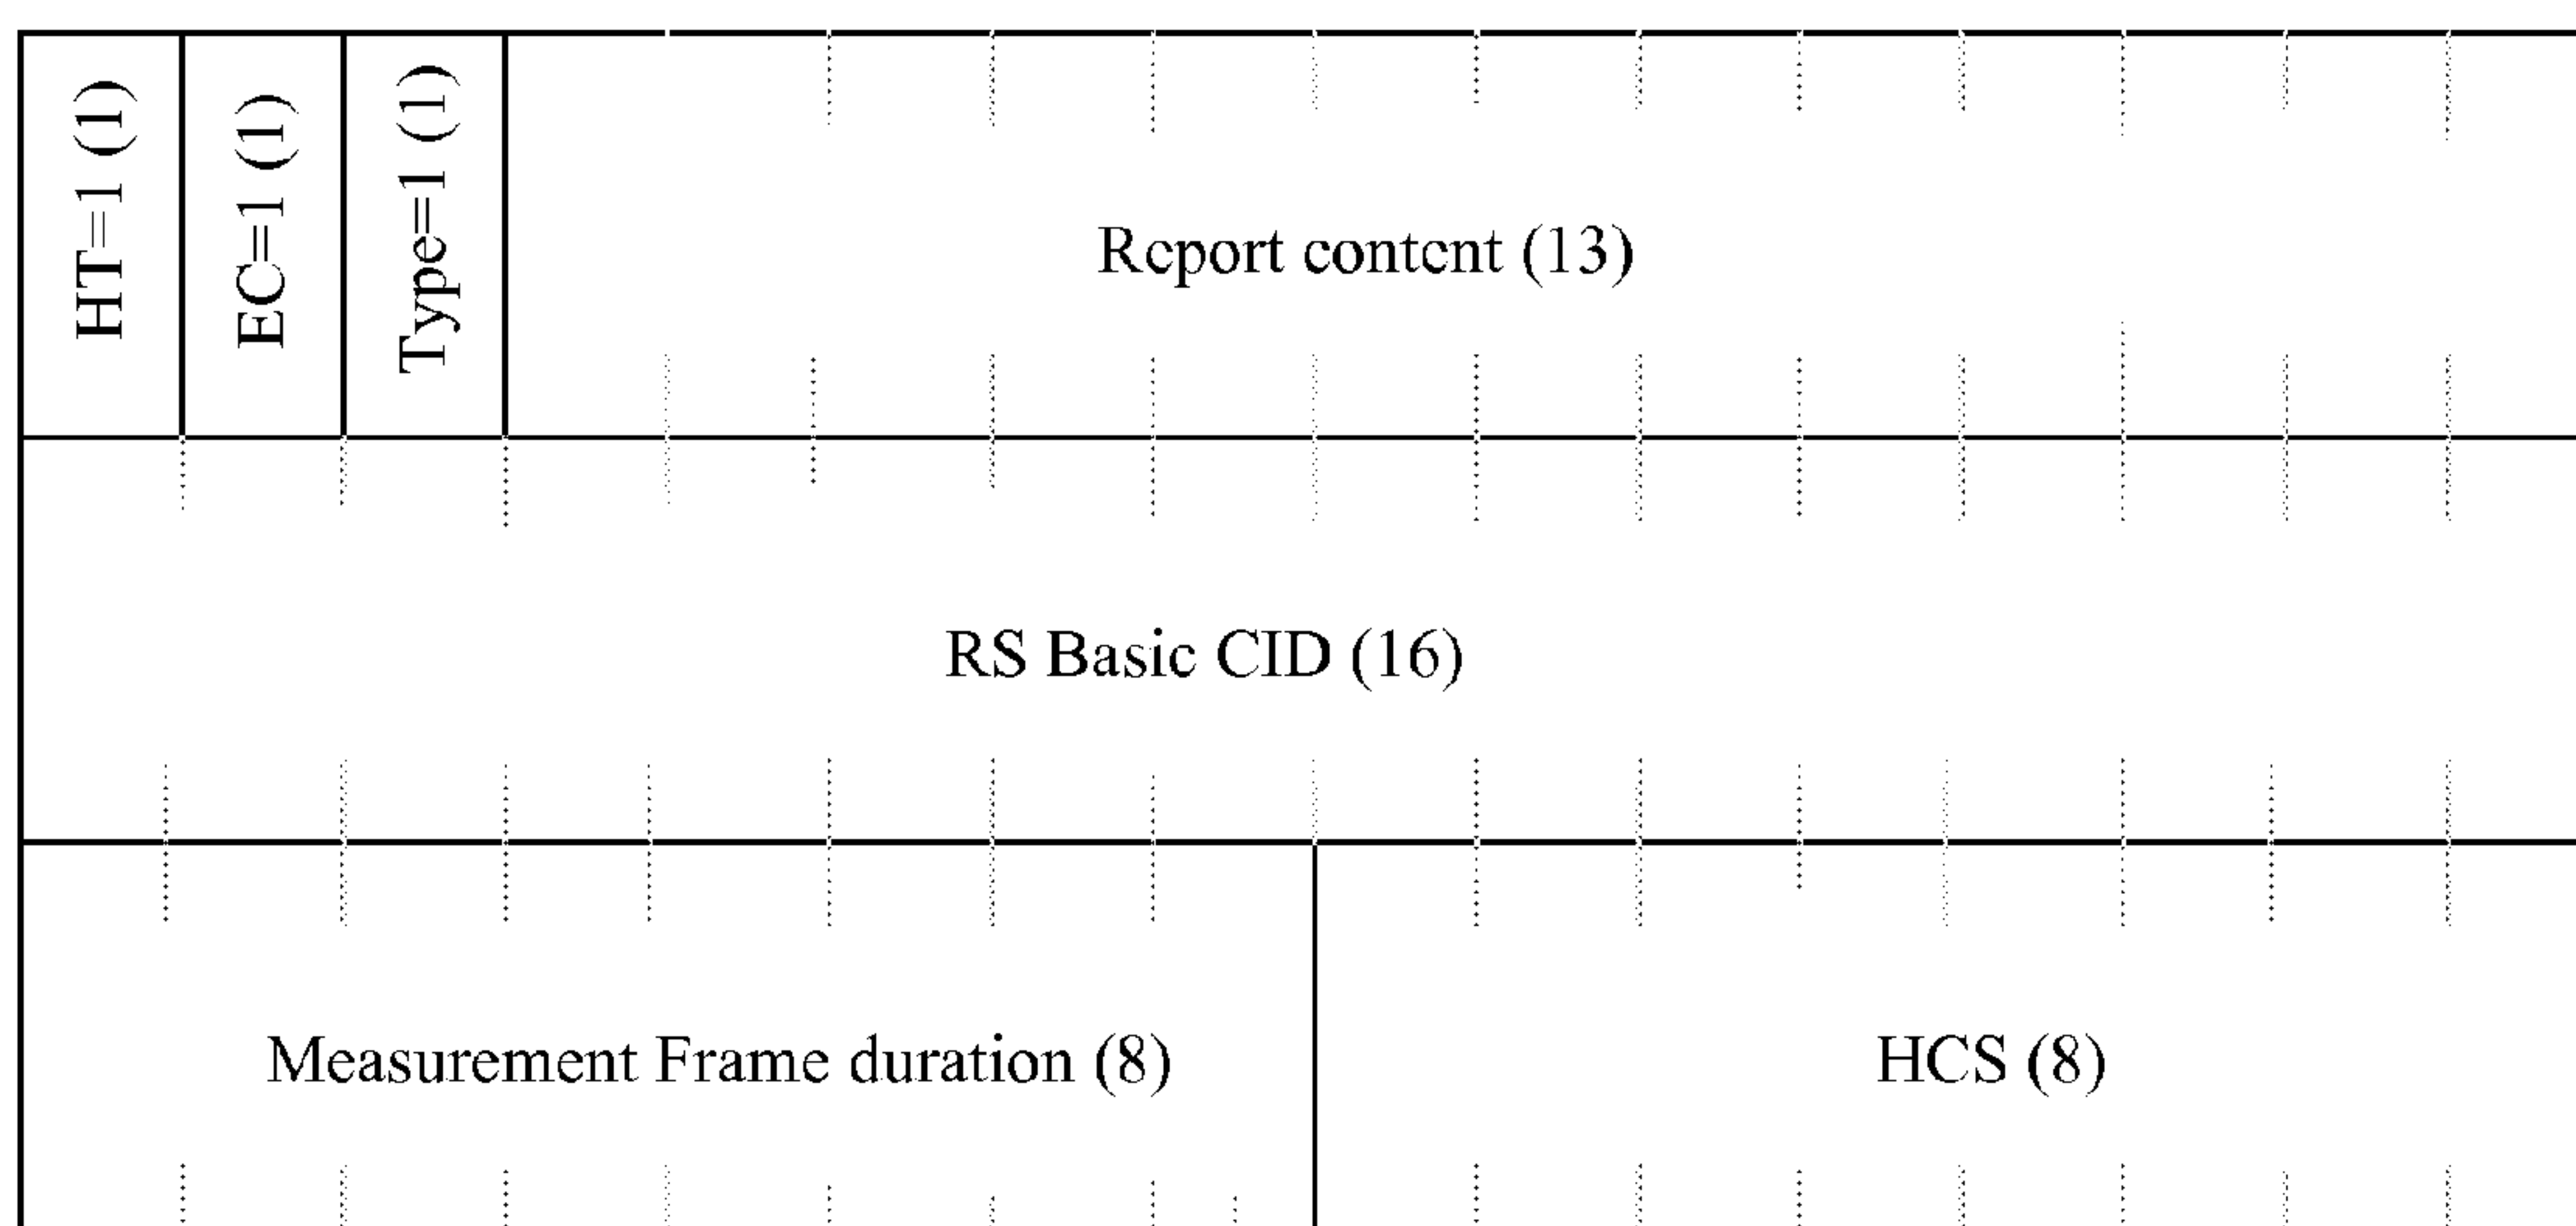 HT=1 (1)
EC=1 (1)
Type=1 (1)
Report content (13)
RS Basic CID (16)
Measurement Frame duration (8)
HCS (8)